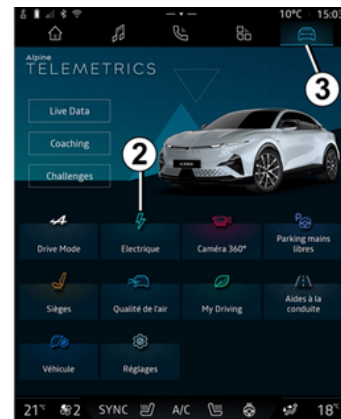 10°C 15:03
Alpine
TELEMETRICS
3
Live Data
Coaching
2
Challenges
Drive Mode
Electrique
Caméra 360°
Parking mains
libres
Sièges
Qualité de l'air
My Driving
Aides à la
conduite
Véhicule
Réglages
21°C 2 SYNC A/C 18°C